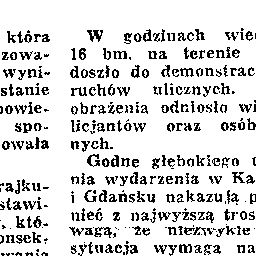 która
zowa-
wyni-
stanie
powie-
spo-
owała
rajku-
stawi-
, któ-
onsek-
W godzinach wie
16 bm. na terenie
doszło do demonstrac
ruchów ulicznych.
obrażenia odniosło wi
licjantów oraz osób
nych.
Godne głębokiego u
nia wydarzenia w Ka
i Gdańsku nakazują p
nieć z najwyższą tros
wagą, że niezwykle
sytuacja wymaga na